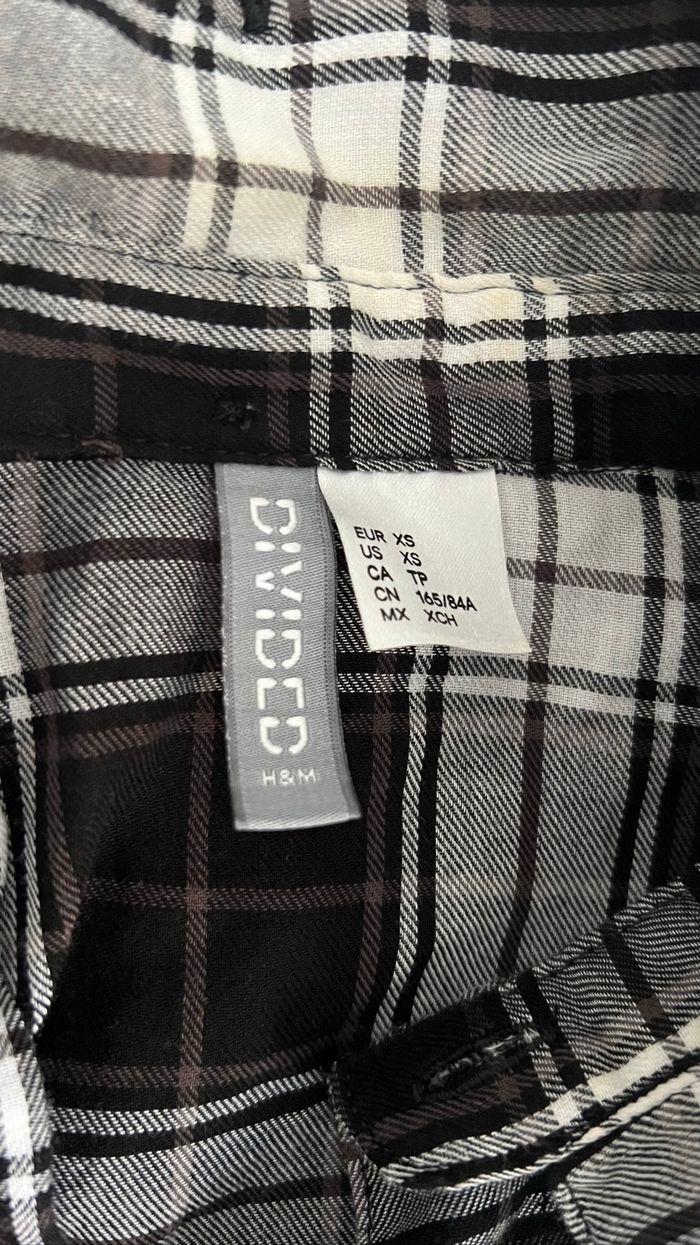 DIVIDED
H&M
EUR XS
US XS
CA TP
CN 165/84A
MX XCH